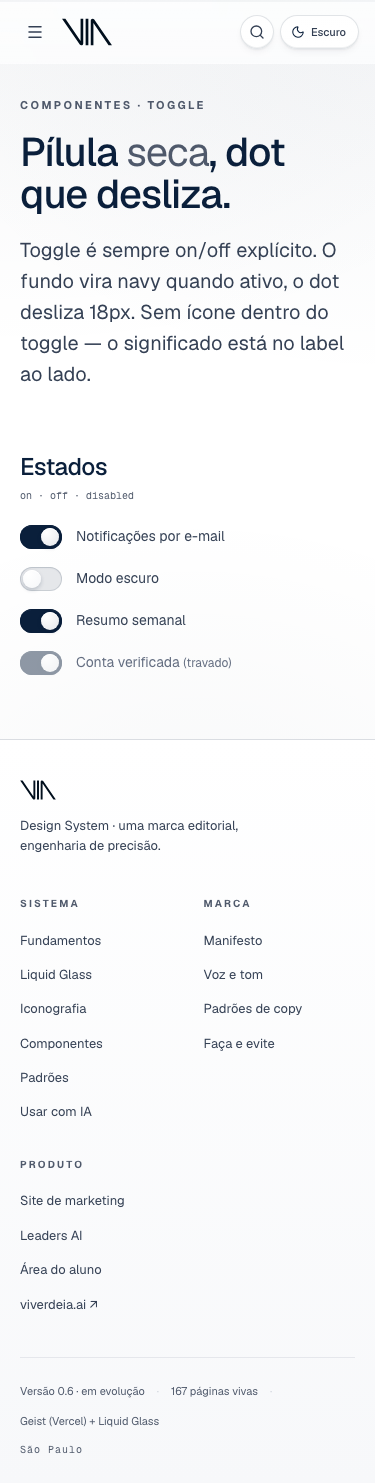 VIA
Escuro
COMPONENTES · TOGGLE
Pílula seca, dot
que desliza.
Toggle é sempre on/off explícito. O
fundo vira navy quando ativo, o dot
desliza 18px. Sem ícone dentro do
toggle — o significado está no label
ao lado.
Estados
on · off · disabled
Notificações por e-mail
Modo escuro
Resumo semanal
Conta verificada (travado)
VIA
Design System · uma marca editorial,
engenharia de precisão.
SISTEMA
Fundamentos
Liquid Glass
Iconografia
Componentes
Padrões
Usar com IA
MARCA
Manifesto
Voz e tom
Padrões de copy
Faça e evite
PRODUTO
Site de marketing
Leaders AI
Área do aluno
viverdeia.ai ↗
Versão 0.6 · em evolução · 167 páginas vivas ·
Geist (Vercel) + Liquid Glass
São Paulo